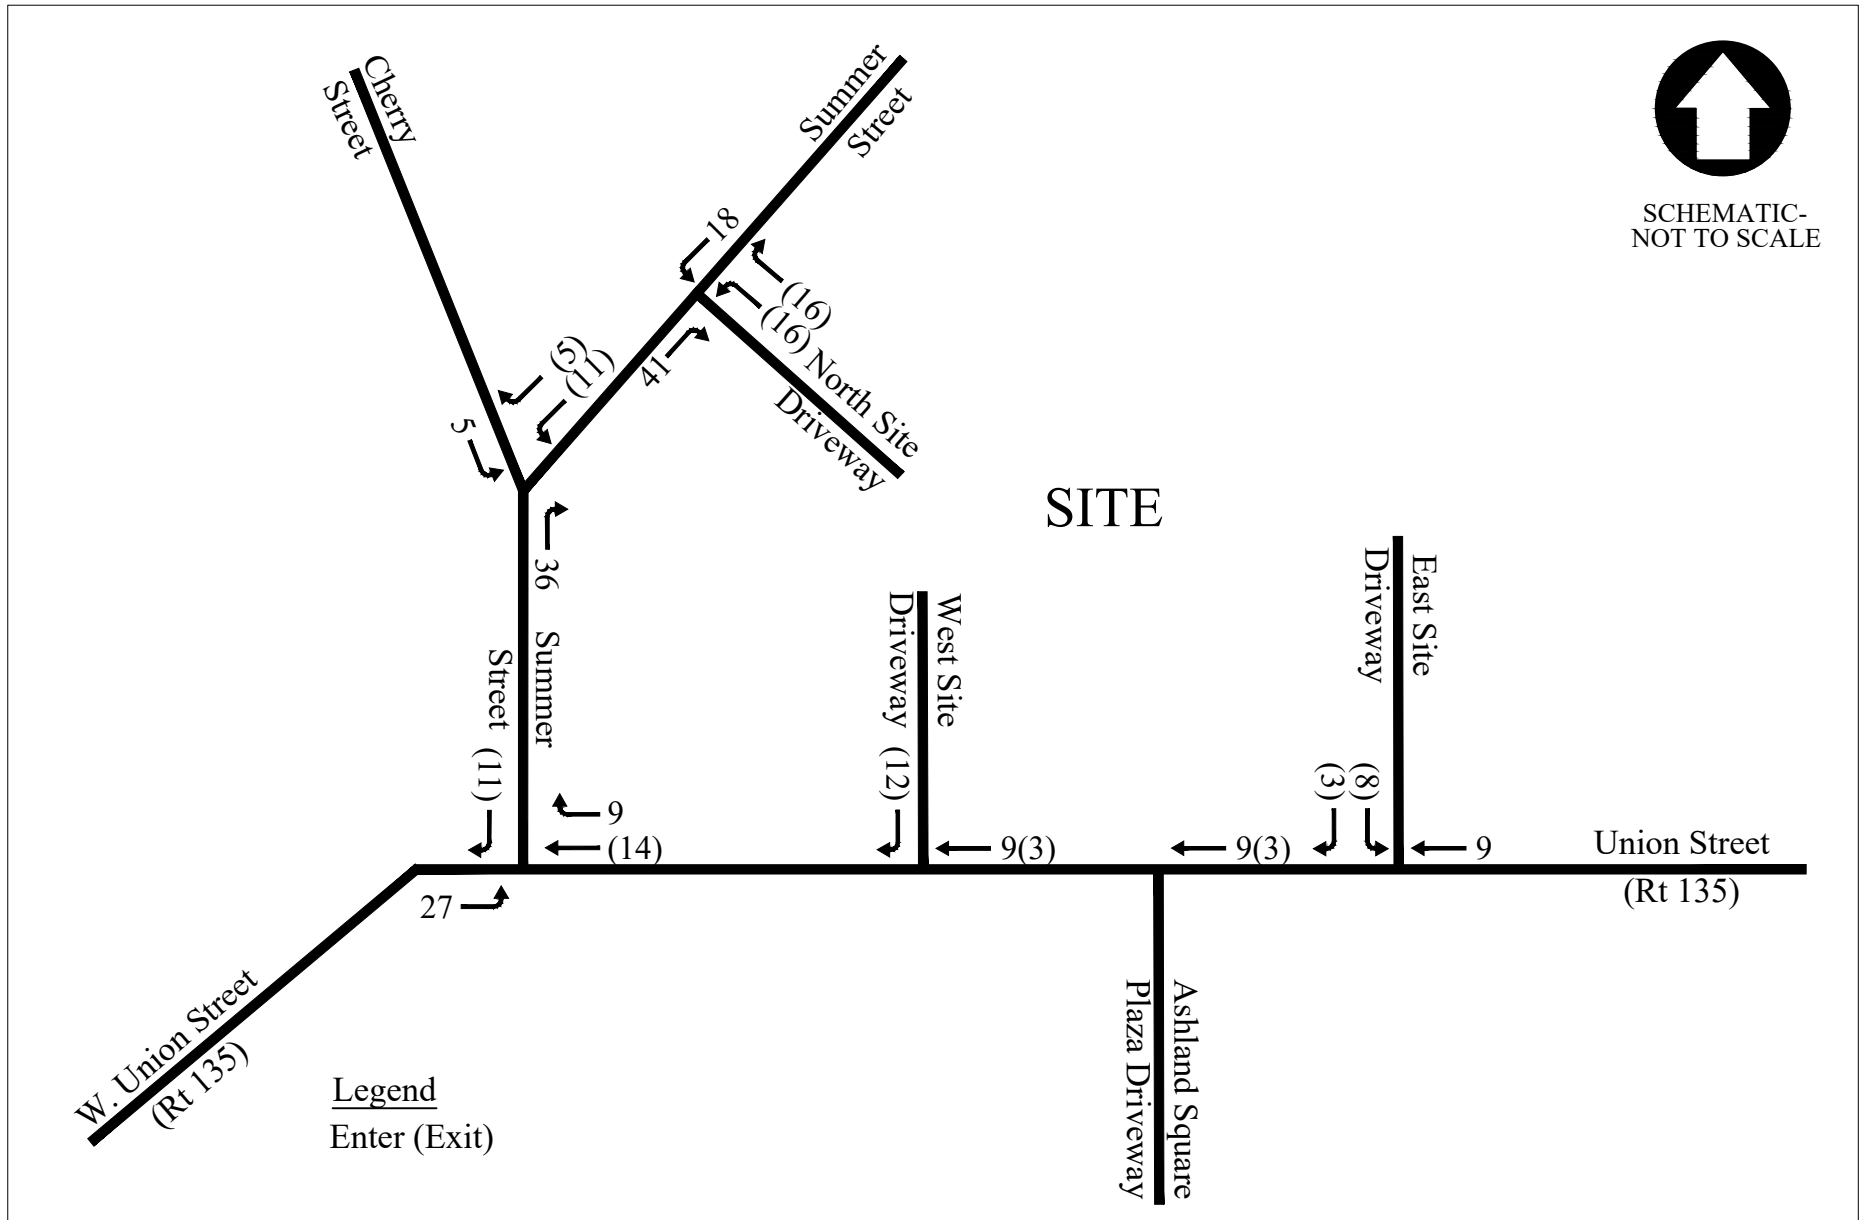 Cherry
Street
Summer
Street
SCHEMATIC-
NOT TO SCALE
18
(16)
(16)
North Site
Driveway
41
(5)
(11)
5
36
SITE
Summer
Street
(11)
West Site
Driveway
(12)
East Site
Driveway
(8)
(3)
9
(14)
9(3)
9(3)
9
Union Street
(Rt 135)
27
W. Union Street
(Rt 135)
Ashland Square
Plaza Driveway
Legend
Enter (Exit)